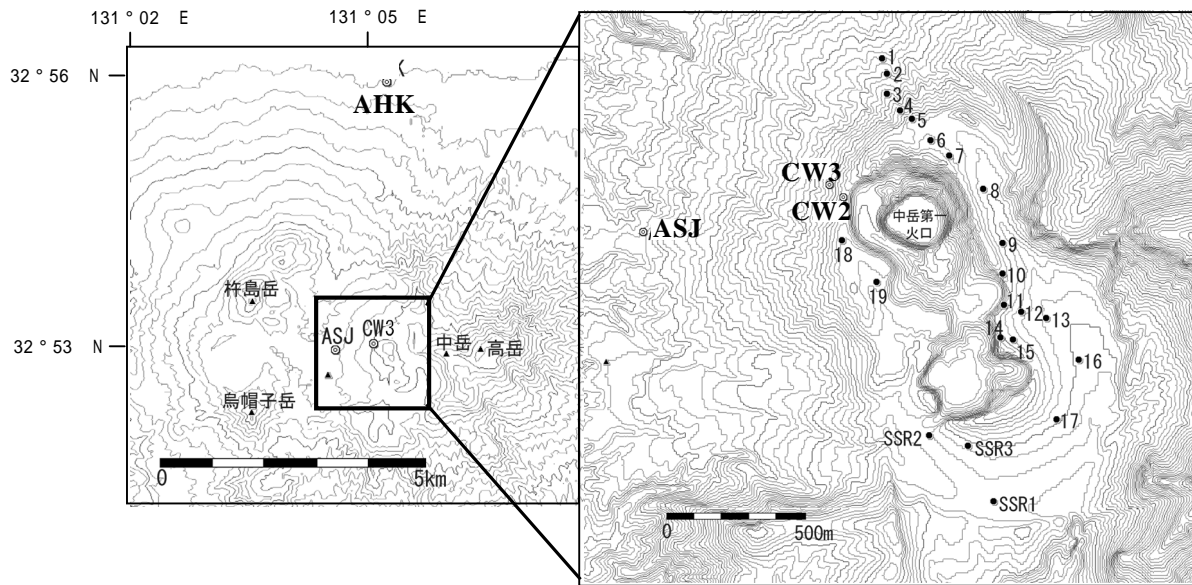 131° 02 E
131° 05 E
32° 56 N
AHK
杵島岳
ASJ
CW3
中岳
高岳
32° 53 N
烏帽子岳
0
5km
1
2
3
4
5
6
7
CW3
8
CW2
中岳第一
火口
ASJ
18
9
10
19
11
12
13
14
15
16
17
SSR2
SSR3
SSR1
0
500m